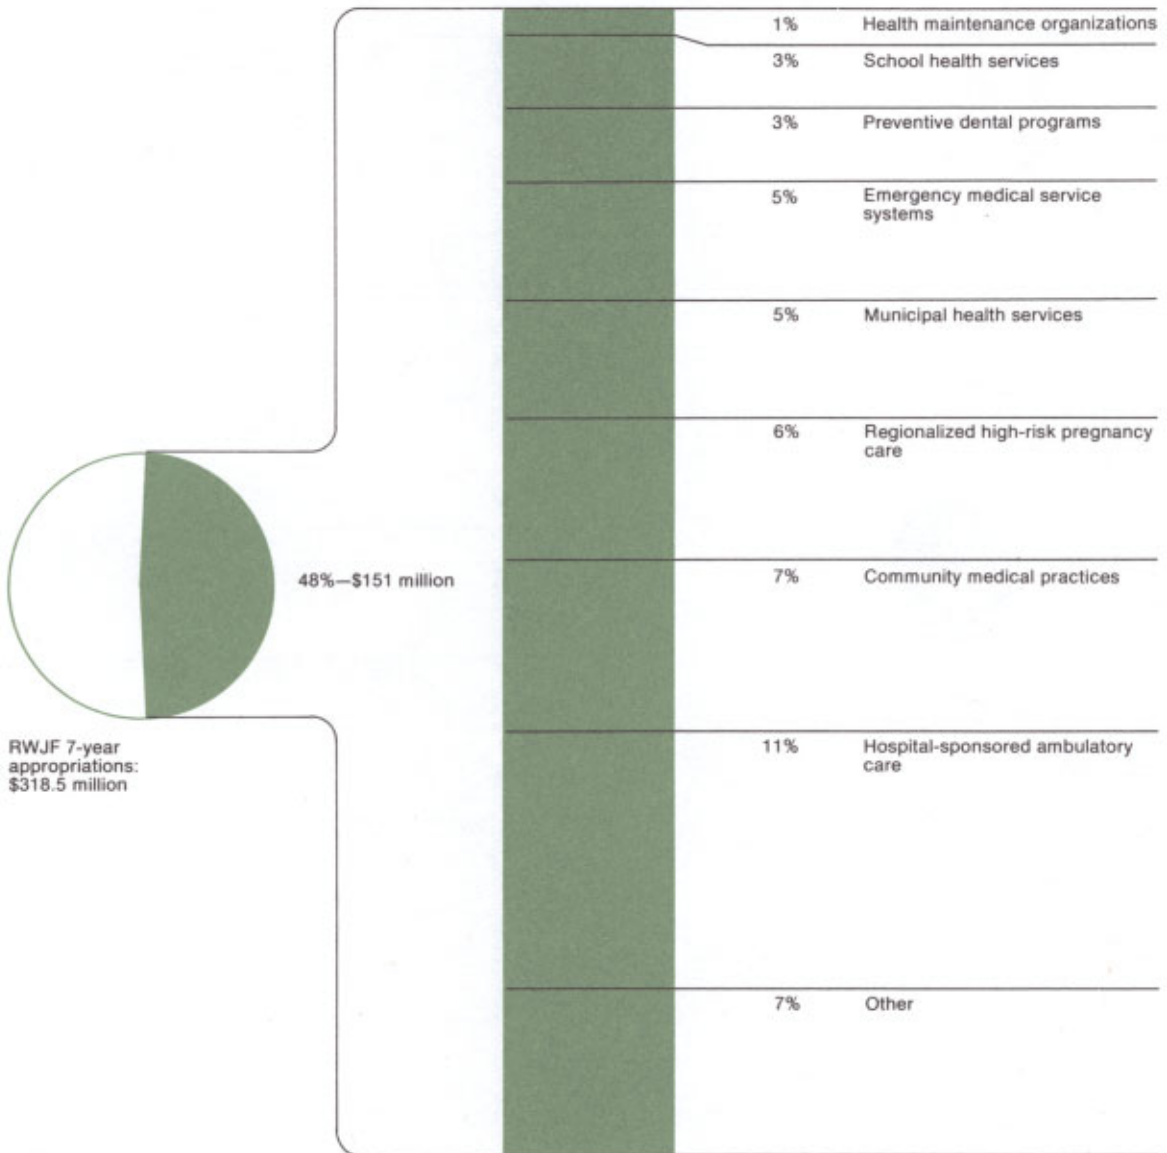 1% Health maintenance organizations
3% School health services
3% Preventive dental programs
5% Emergency medical service
systems
5% Municipal health services
6% Regionalized high-risk pregnancy
care
48%—$151 million
7% Community medical practices
RWJF 7-year
appropriations:
$318.5 million
11% Hospital-sponsored ambulatory
care
7% Other